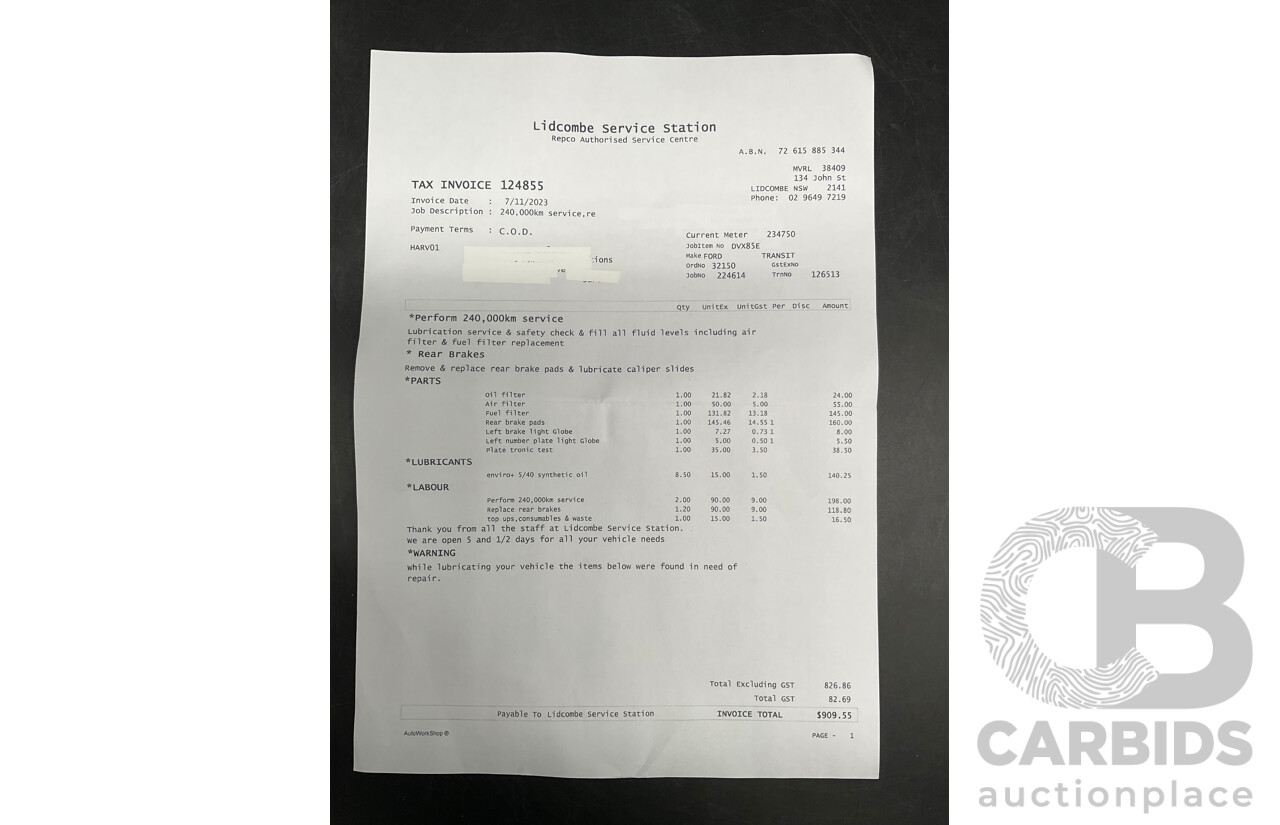 Lidcombe Service Station
Repco Authorised Service Centre
A.B.N. 72 615 885 344
MVRL 38409
134 John St
LIDCOMBE NSW 2141
Phone: 02 9649 7219
TAX INVOICE 124855
Invoice Date : 7/11/2023
Job Description : 240,000km service,re
Payment Terms : C.O.D.
HARV01
ions
Current Meter 234750
JobItem No DVX85E
Make FORD TRANSIT
OrdNo 32150 GstExNo
JobNo 224614 TrnNo 126513
Qty UnitEx UnitGst Per Disc Amount
*Perform 240,000km service
Lubrication service & safety check & fill all fluid levels including air
filter & fuel filter replacement
* Rear Brakes
Remove & replace rear brake pads & lubricate caliper slides
*PARTS
Oil filter 1.00 21.82 2.18 24.00
Air filter 1.00 50.00 5.00 55.00
Fuel filter 1.00 131.82 13.18 145.00
Rear brake pads 1.00 145.46 14.55 1 160.00
Left brake light Globe 1.00 7.27 0.73 1 8.00
Left number plate light Globe 1.00 5.00 0.50 1 5.50
Plate tronic test 1.00 35.00 3.50 38.50
*LUBRICANTS
enviro+ 5/40 synthetic oil 8.50 15.00 1.50 140.25
*LABOUR
Perform 240,000km service 2.00 90.00 9.00 198.00
Replace rear brakes 1.20 90.00 9.00 118.80
top ups,consumables & waste 1.00 15.00 1.50 16.50
Thank you from all the staff at Lidcombe Service Station.
We are open 5 and 1/2 days for all your vehicle needs
*WARNING
While lubricating your vehicle the items below were found in need of
repair.
Total Excluding GST 826.86
Total GST 82.69
Payable To Lidcombe Service Station INVOICE TOTAL $909.55
AutoWorkShop ® PAGE - 1
CB
CARBIDS
auctionplace